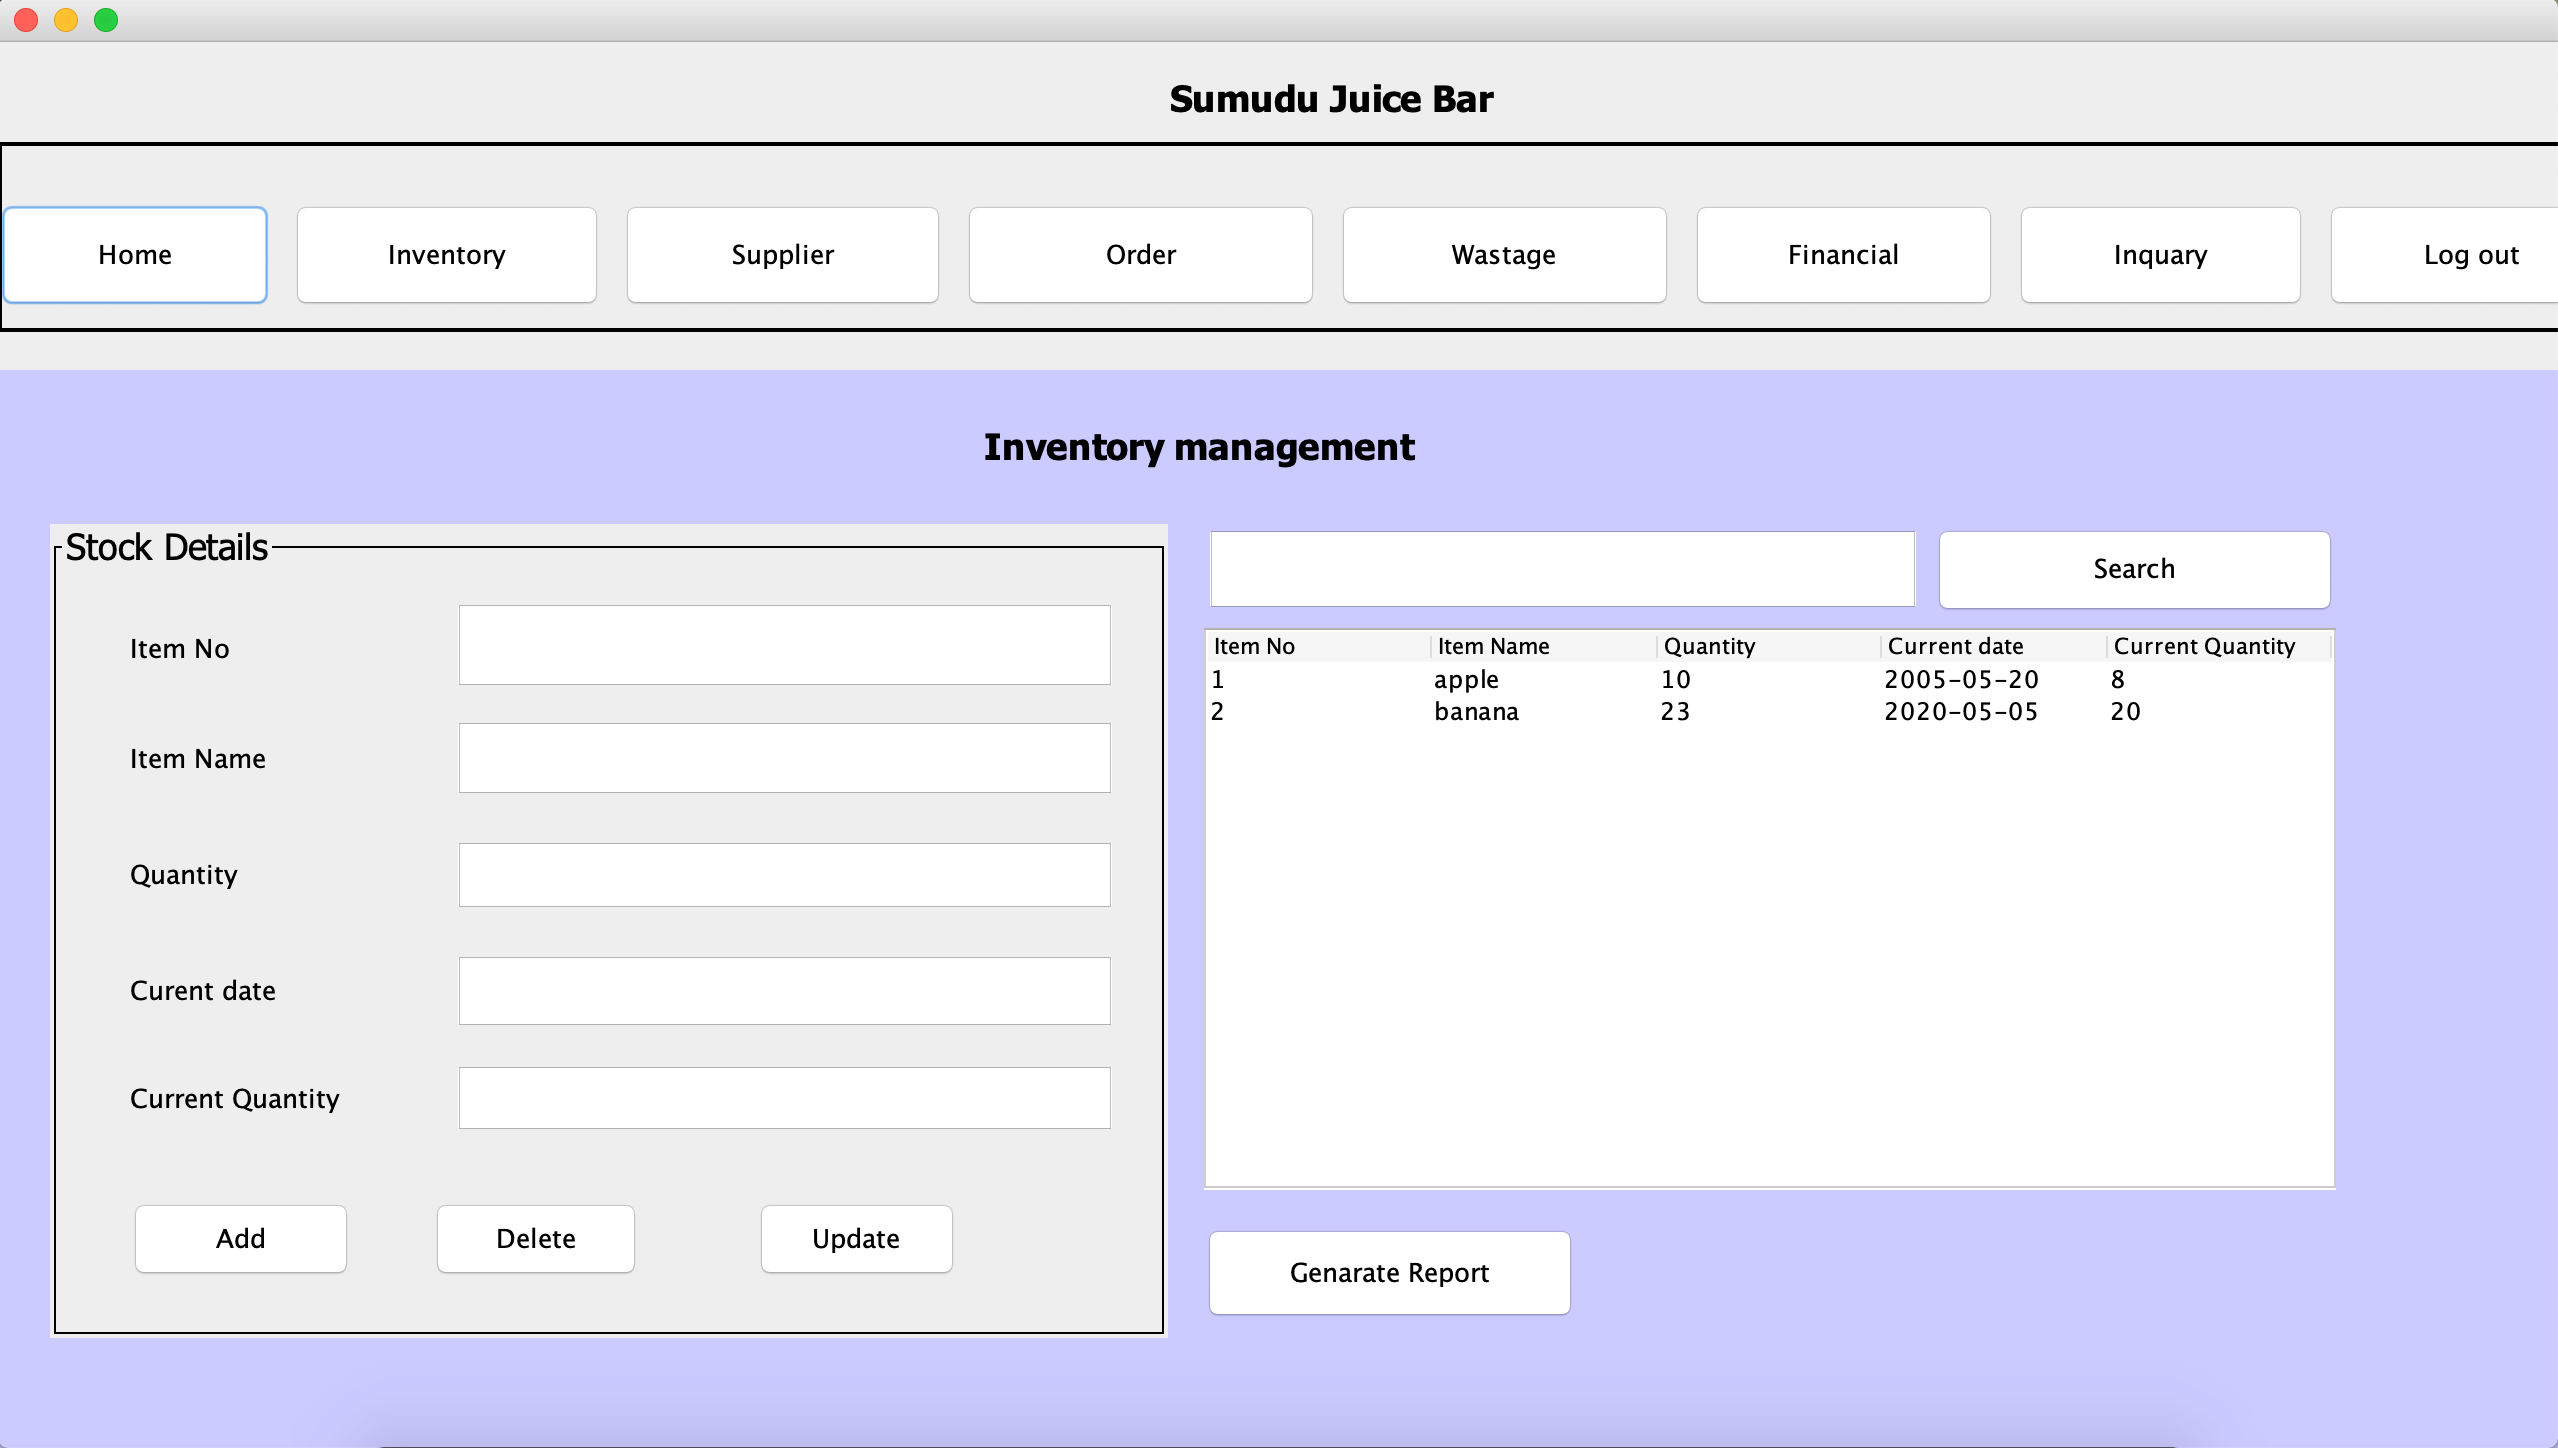 Sumudu Juice Bar
Home Inventory Supplier Order Wastage Financial Inquary Log out
Inventory management
Stock Details
Item No
Item Name
Quantity
Curent date
Current Quantity
Add Delete Update
Search
Item No Item Name Quantity Current date Current Quantity
1 apple 10 2005-05-20 8
2 banana 23 2020-05-05 20
Genarate Report